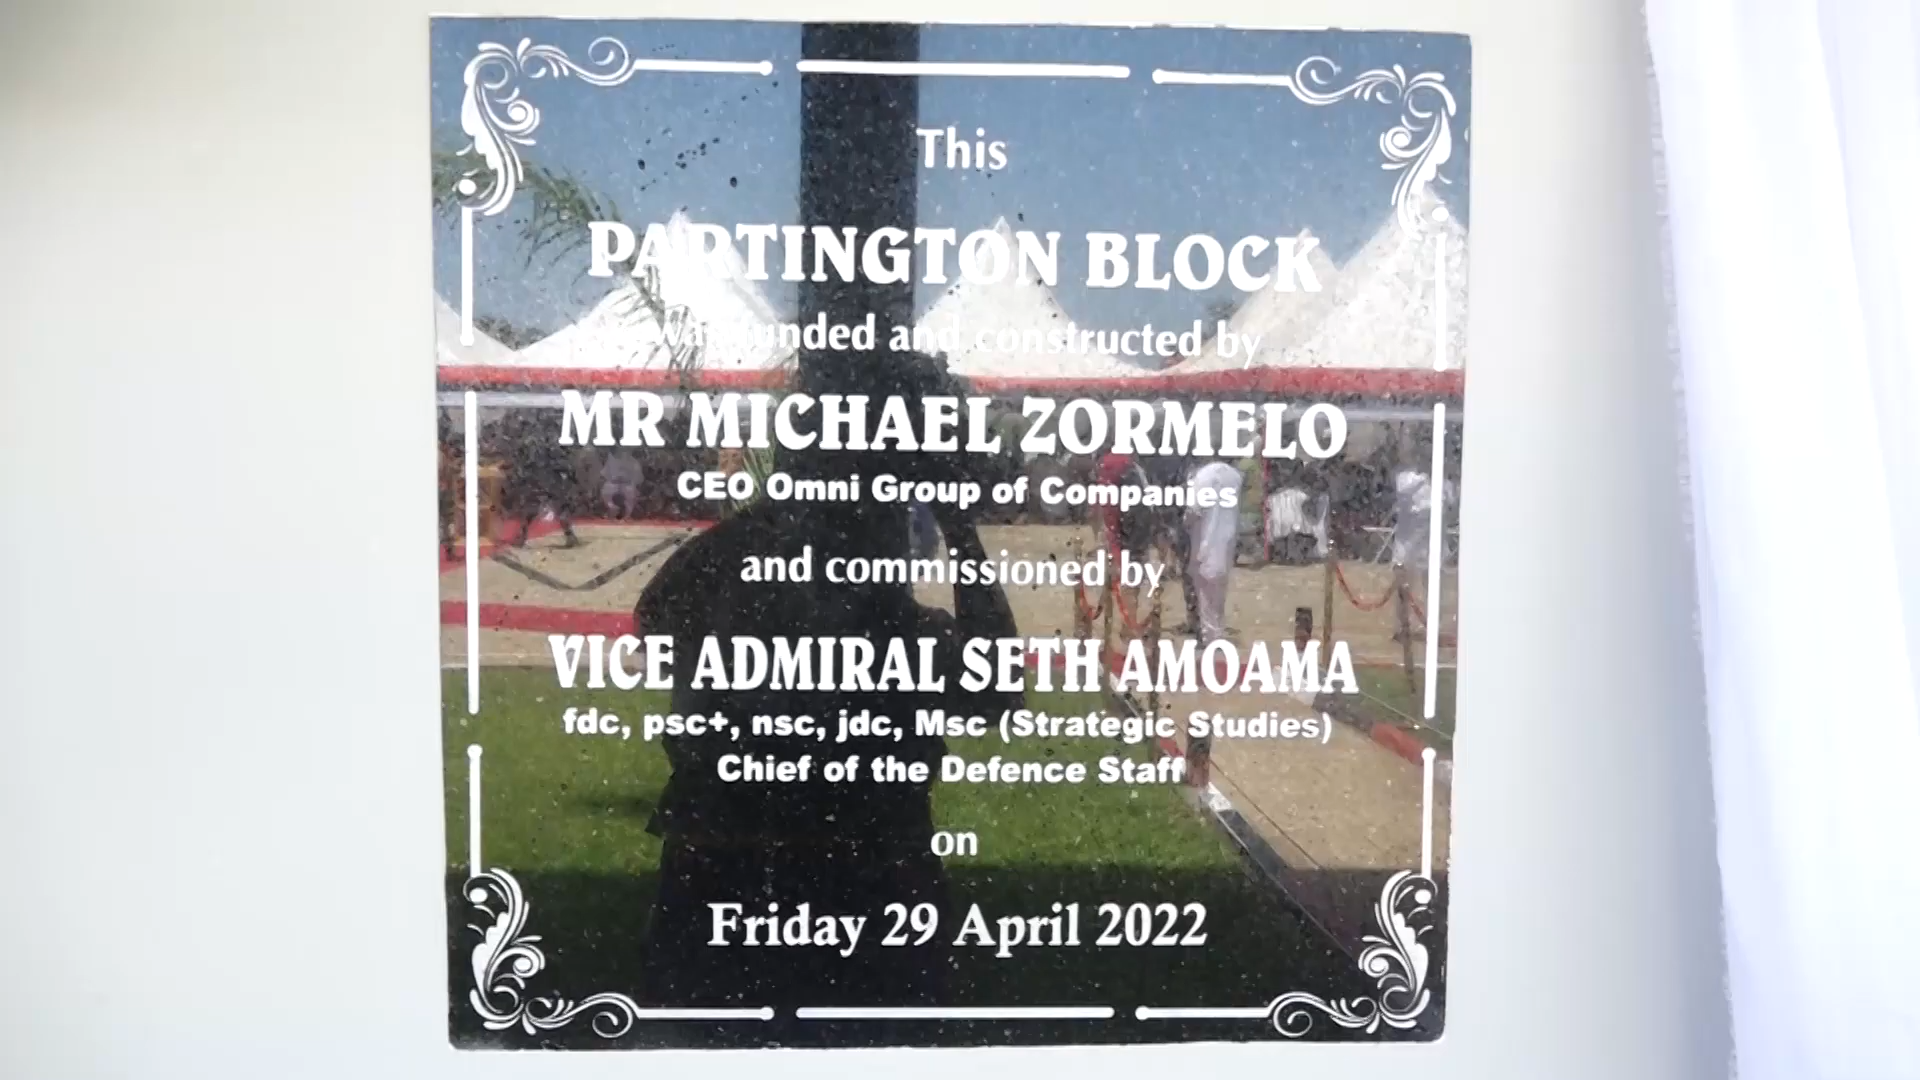 This
PARTINGTON BLOCK
was funded and constructed by
MR MICHAEL ZORMELO
CEO Omni Group of Companies
and commissioned by
VICE ADMIRAL SETH AMOAMA
fdc, psc+, nsc, jdc, Msc (Strategic Studies)
Chief of the Defence Staff
on
Friday 29 April 2022